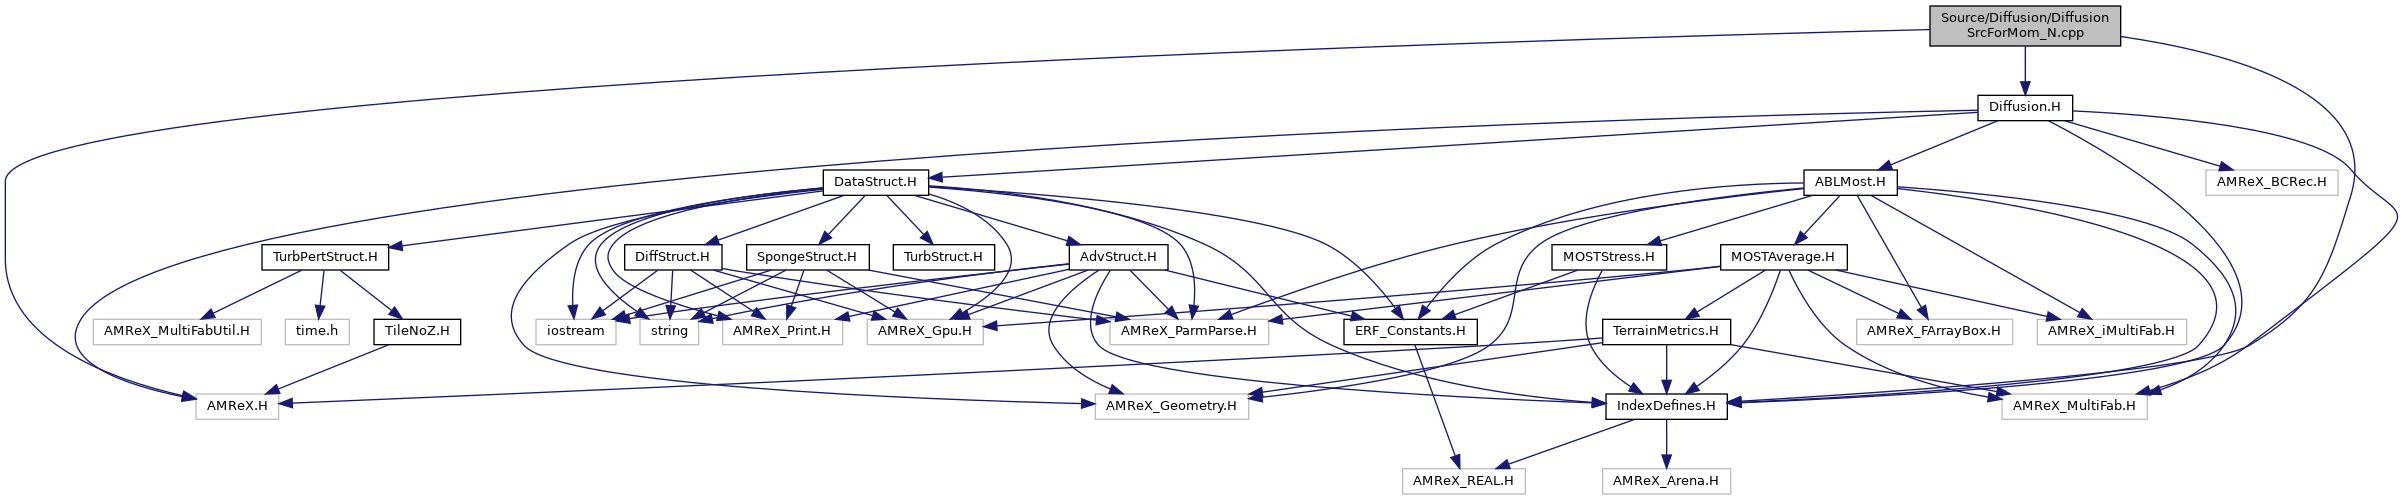 Source/Diffusion/Diffusion
SrcForMom_N.cpp
Diffusion.H
DataStruct.H
ABLMost.H
AMReX_BCRec.H
TurbPertStruct.H
DiffStruct.H
SpongeStruct.H
TurbStruct.H
AdvStruct.H
MOSTStress.H
MOSTAverage.H
AMReX_MultiFabUtil.H
time.h
TileNoZ.H
iostream
string
AMReX_Print.H
AMReX_Gpu.H
AMReX_ParmParse.H
ERF_Constants.H
TerrainMetrics.H
AMReX_FArrayBox.H
AMReX_iMultiFab.H
AMReX.H
AMReX_Geometry.H
IndexDefines.H
AMReX_MultiFab.H
AMReX_REAL.H
AMReX_Arena.H